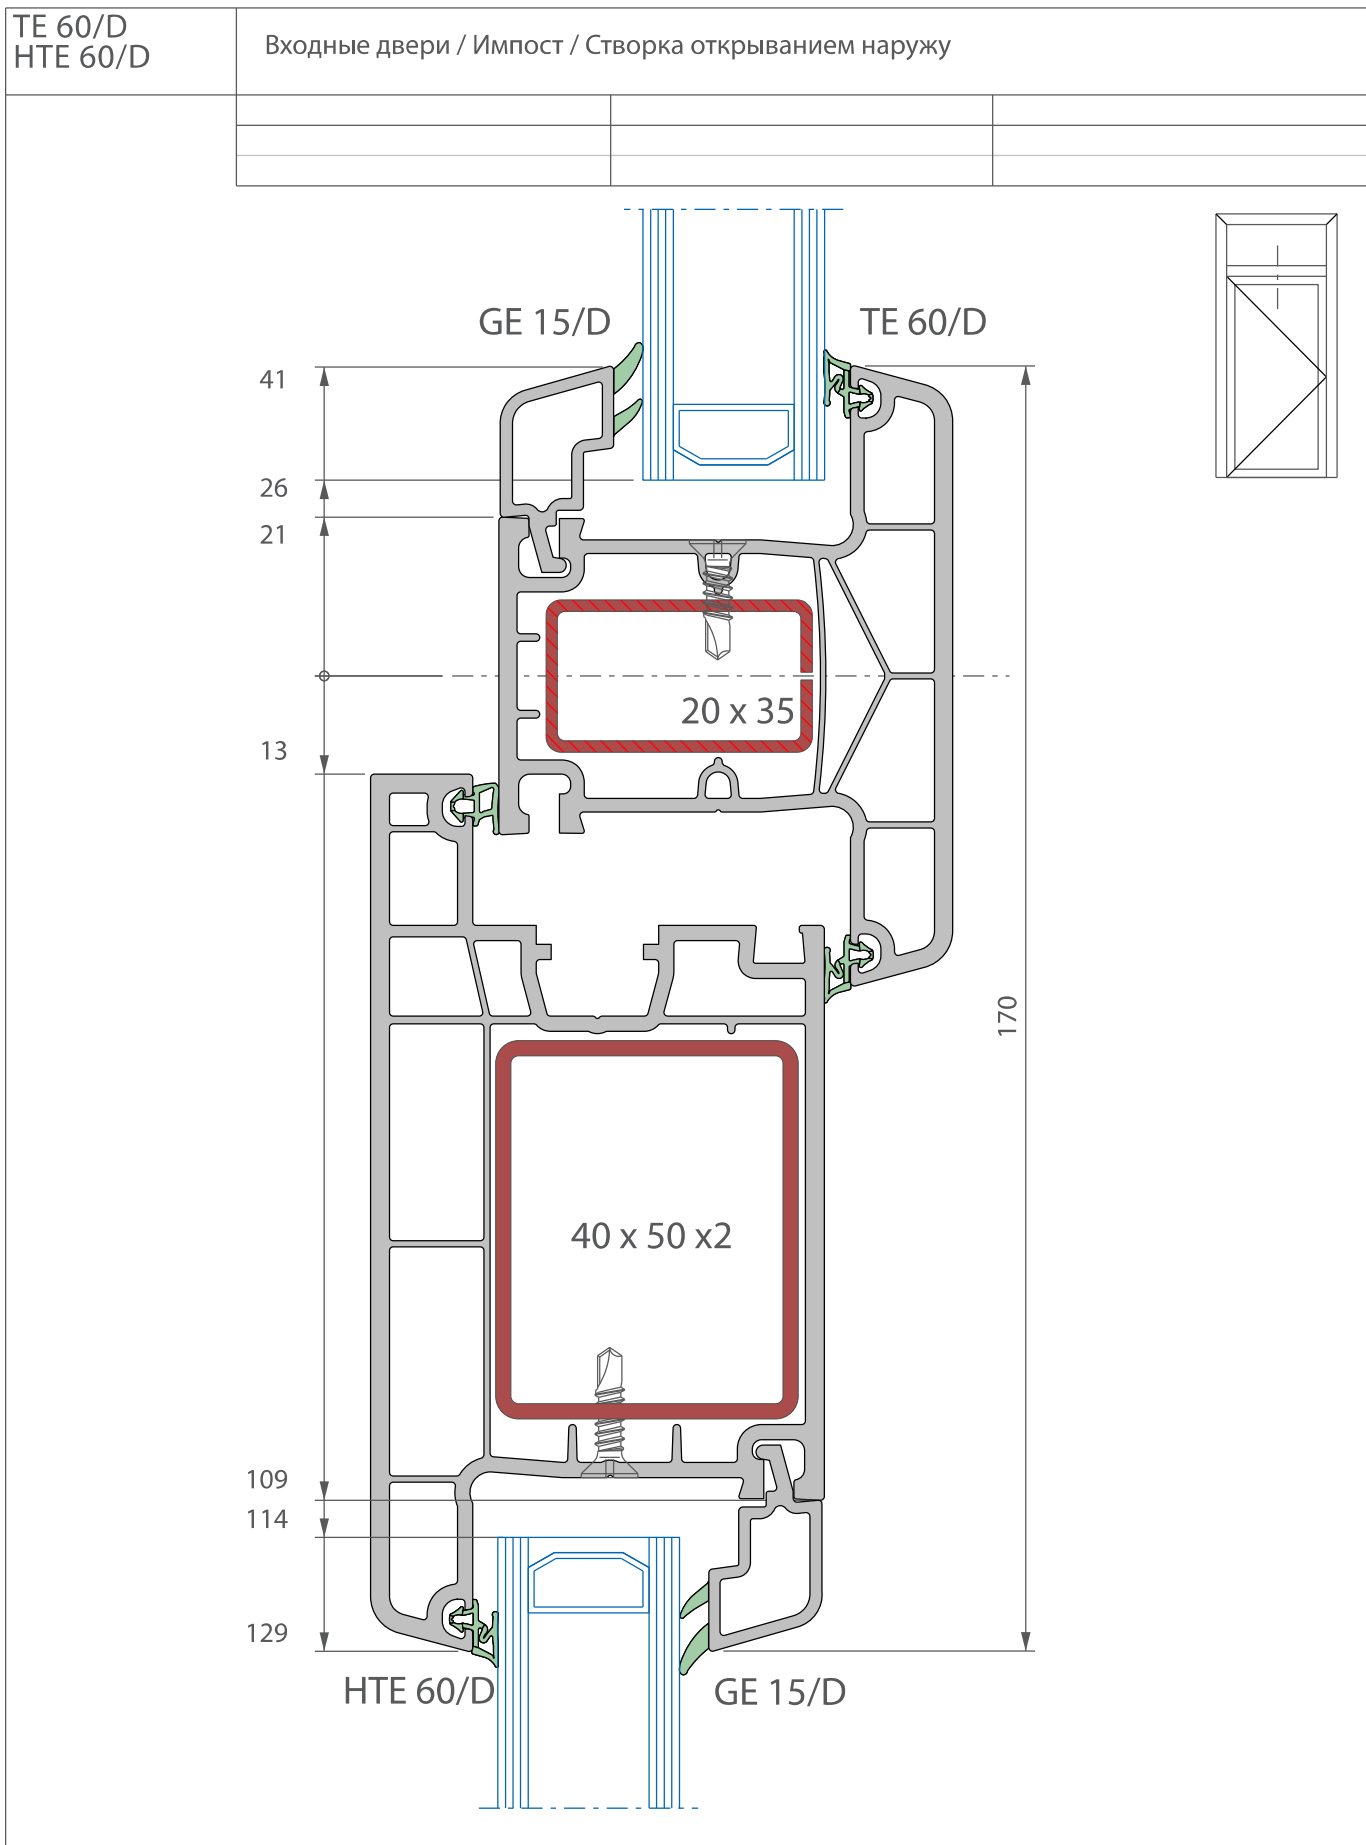 TE 60/D
HTE 60/D
Входные двери / Импост / Створка открыванием наружу
GE 15/D
TE 60/D
41
26
21
20 x 35
13
170
40 x 50 x2
109
114
129
HTE 60/D
GE 15/D